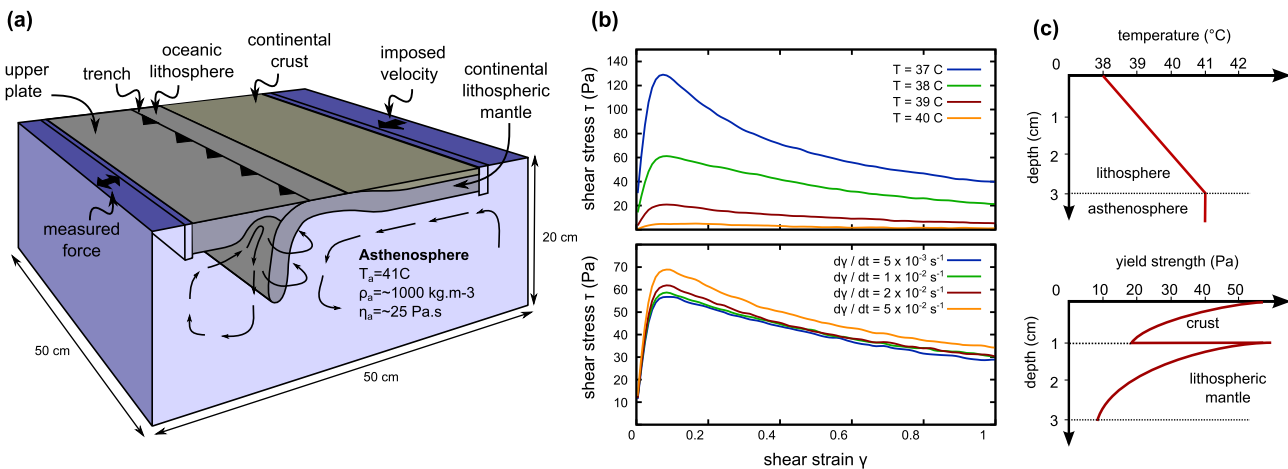 (a)
upper
plate
trench
oceanic
lithosphere
continental
crust
imposed
velocity
continental
lithospheric
mantle
measured
force
Asthenosphere
Tₐ=41C
ρₐ=~1000 kg.m-3
ηₐ=~25 Pa.s
20 cm
50 cm
50 cm
(b)
shear stress τ (Pa)
140
120
100
80
60
40
20
T = 37 C
T = 38 C
T = 39 C
T = 40 C
shear stress τ (Pa)
70
60
50
40
30
20
10
dγ / dt = 5 x 10⁻³ s⁻¹
dγ / dt = 1 x 10⁻² s⁻¹
dγ / dt = 2 x 10⁻² s⁻¹
dγ / dt = 5 x 10⁻² s⁻¹
0 0.2 0.4 0.6 0.8 1
shear strain γ
(c)
temperature (°C)
0 38 39 40 41 42
depth (cm)
1
2
3
lithosphere
asthenosphere
yield strength (Pa)
0 10 20 30 40 50
depth (cm)
1
2
3
crust
lithospheric
mantle